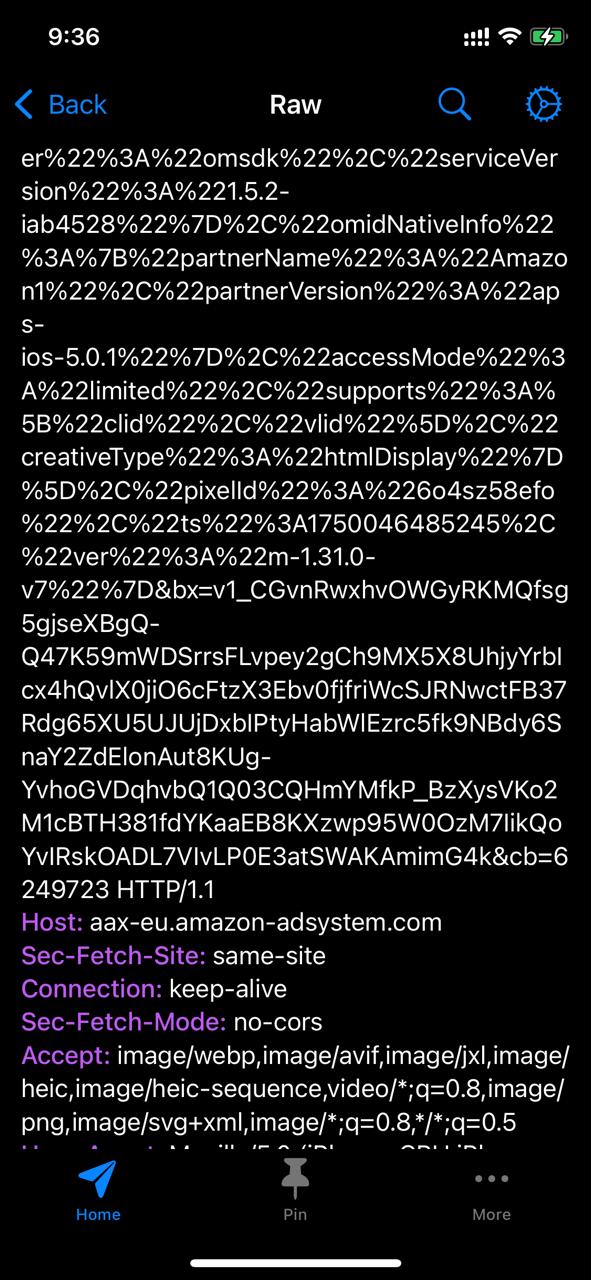 9:36
Back
Raw
er%22%3A%22omsdk%22%2C%22serviceVer
sion%22%3A%221.5.2-
iab4528%22%7D%2C%22omidNativeInfo%22
%3A%7B%22partnerName%22%3A%22Amazo
n1%22%2C%22partnerVersion%22%3A%22ap
s-
ios-5.0.1%22%7D%2C%22accessMode%22%3
A%22limited%22%2C%22supports%22%3A%
5B%22clid%22%2C%22vlid%22%5D%2C%22
creativeType%22%3A%22htmlDisplay%22%7D
%5D%2C%22pixelId%22%3A%226o4sz58efo
%22%2C%22ts%22%3A1750046485245%2C
%22ver%22%3A%22m-1.31.0-
v7%22%7D&bx=v1_CGvnRwxhvOWGyRKMQfsg
5gjseXBgQ-
Q47K59mWDSrrsFLvpey2gCh9MX5X8UhjyYrbI
cx4hQvlX0jiO6cFtzX3Ebv0fjfriWcSJRNwctFB37
Rdg65XU5UJUjDxbIPtyHabWlEzrc5fk9NBdy6S
naY2ZdElonAut8KUg-
YvhoGVDqhvbQ1Q03CQHmYMfkP_BzXysVKo2
M1cBTH381fdYKaaEB8KXzwp95W0OzM7IikQo
YvIRskOADL7VIvLP0E3atSWAKAmimG4k&cb=6
249723 HTTP/1.1
Host: aax-eu.amazon-adsystem.com
Sec-Fetch-Site: same-site
Connection: keep-alive
Sec-Fetch-Mode: no-cors
Accept: image/webp,image/avif,image/jxl,image/
heic,image/heic-sequence,video/*;q=0.8,image/
png,image/svg+xml,image/*;q=0.8,*/*;q=0.5
Home
Pin
More